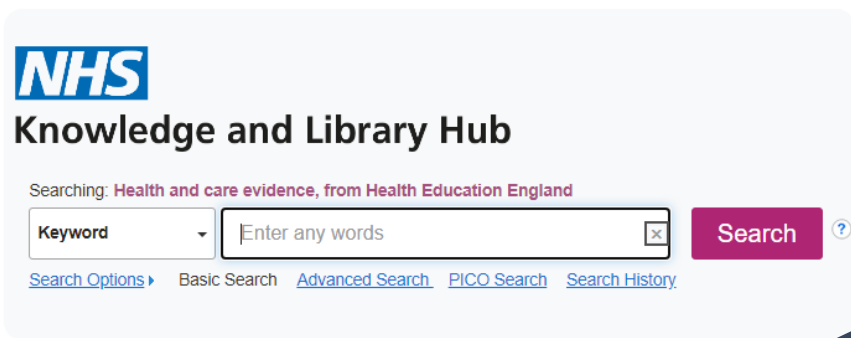 NHS
Knowledge and Library Hub
Searching: Health and care evidence, from Health Education England
Keyword Enter any words Search ?
Search Options Basic Search Advanced Search PICO Search Search History